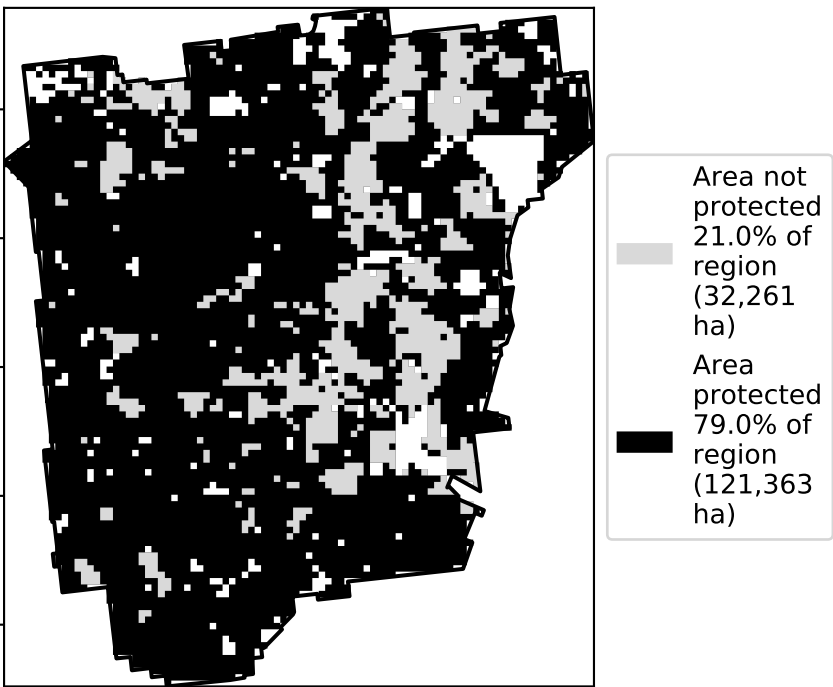 Area not
protected
21.0% of
region
(32,261
ha)
Area
protected
79.0% of
region
(121,363
ha)